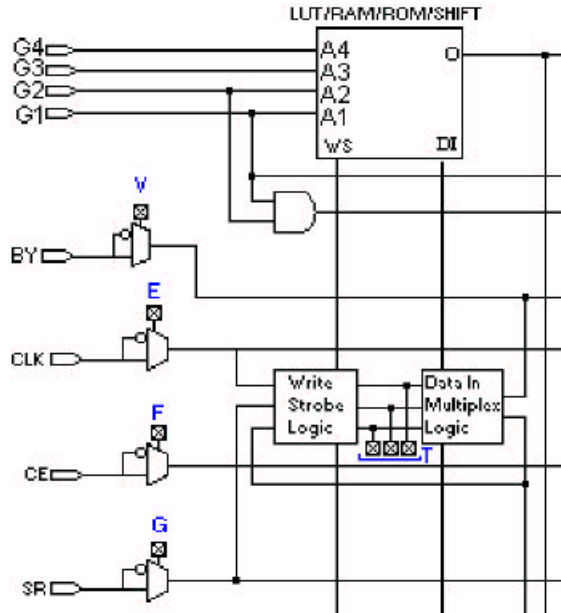 LUT/RAM/ROM/SHIFT
G4
G3
G2
G1
A4
A3
A2
A1
O
WS
DI
V
BY
E
CLK
Write
Strobe
Logic
Data In
Multiplex
Logic
F
T
CE
G
SR